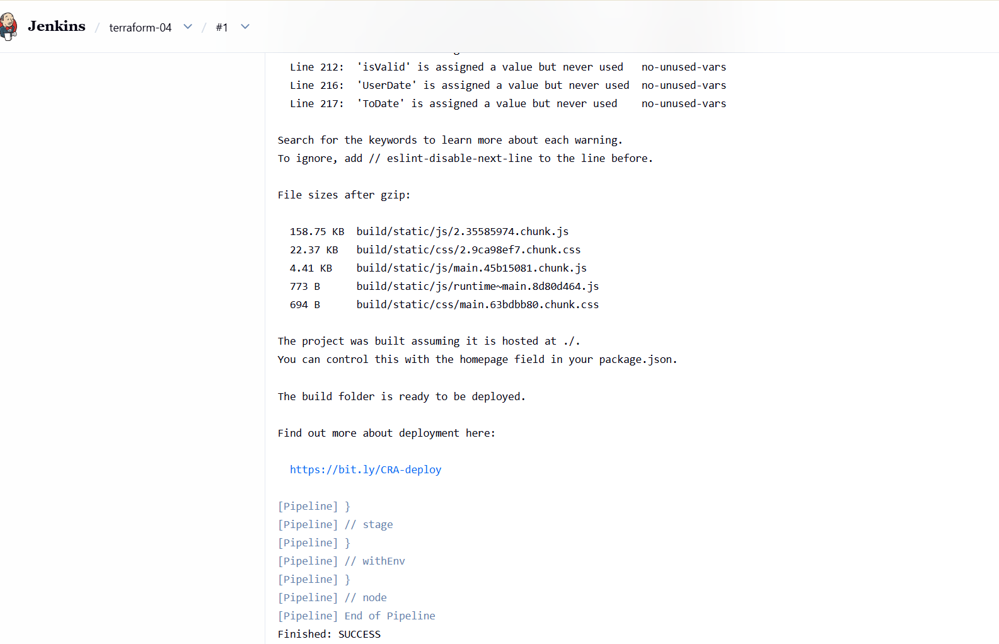 Jenkins / terraform-04 / #1
Line 212: 'isValid' is assigned a value but never used no-unused-vars
Line 216: 'UserDate' is assigned a value but never used no-unused-vars
Line 217: 'ToDate' is assigned a value but never used no-unused-vars
Search for the keywords to learn more about each warning.
To ignore, add // eslint-disable-next-line to the line before.
File sizes after gzip:
158.75 KB build/static/js/2.35585974.chunk.js
22.37 KB build/static/css/2.9ca98ef7.chunk.css
4.41 KB build/static/js/main.45b15081.chunk.js
773 B build/static/js/runtime~main.8d80d464.js
694 B build/static/css/main.63bdbb80.chunk.css
The project was built assuming it is hosted at ./.
You can control this with the homepage field in your package.json.
The build folder is ready to be deployed.
Find out more about deployment here:
https://bit.ly/CRA-deploy
[Pipeline] }
[Pipeline] // stage
[Pipeline] }
[Pipeline] // withEnv
[Pipeline] }
[Pipeline] // node
[Pipeline] End of Pipeline
Finished: SUCCESS